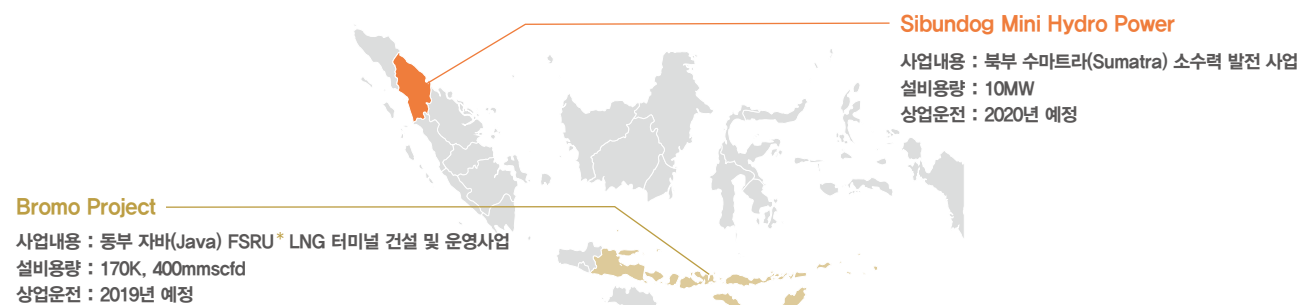 Sibundog Mini Hydro Power
사업내용 : 북부 수마트라(Sumatra) 소수력 발전 사업
설비용량 : 10MW
상업운전 : 2020년 예정
Bromo Project
사업내용 : 동부 자바(Java) FSRU* LNG 터미널 건설 및 운영사업
설비용량 : 170K, 400mmscfd
상업운전 : 2019년 예정